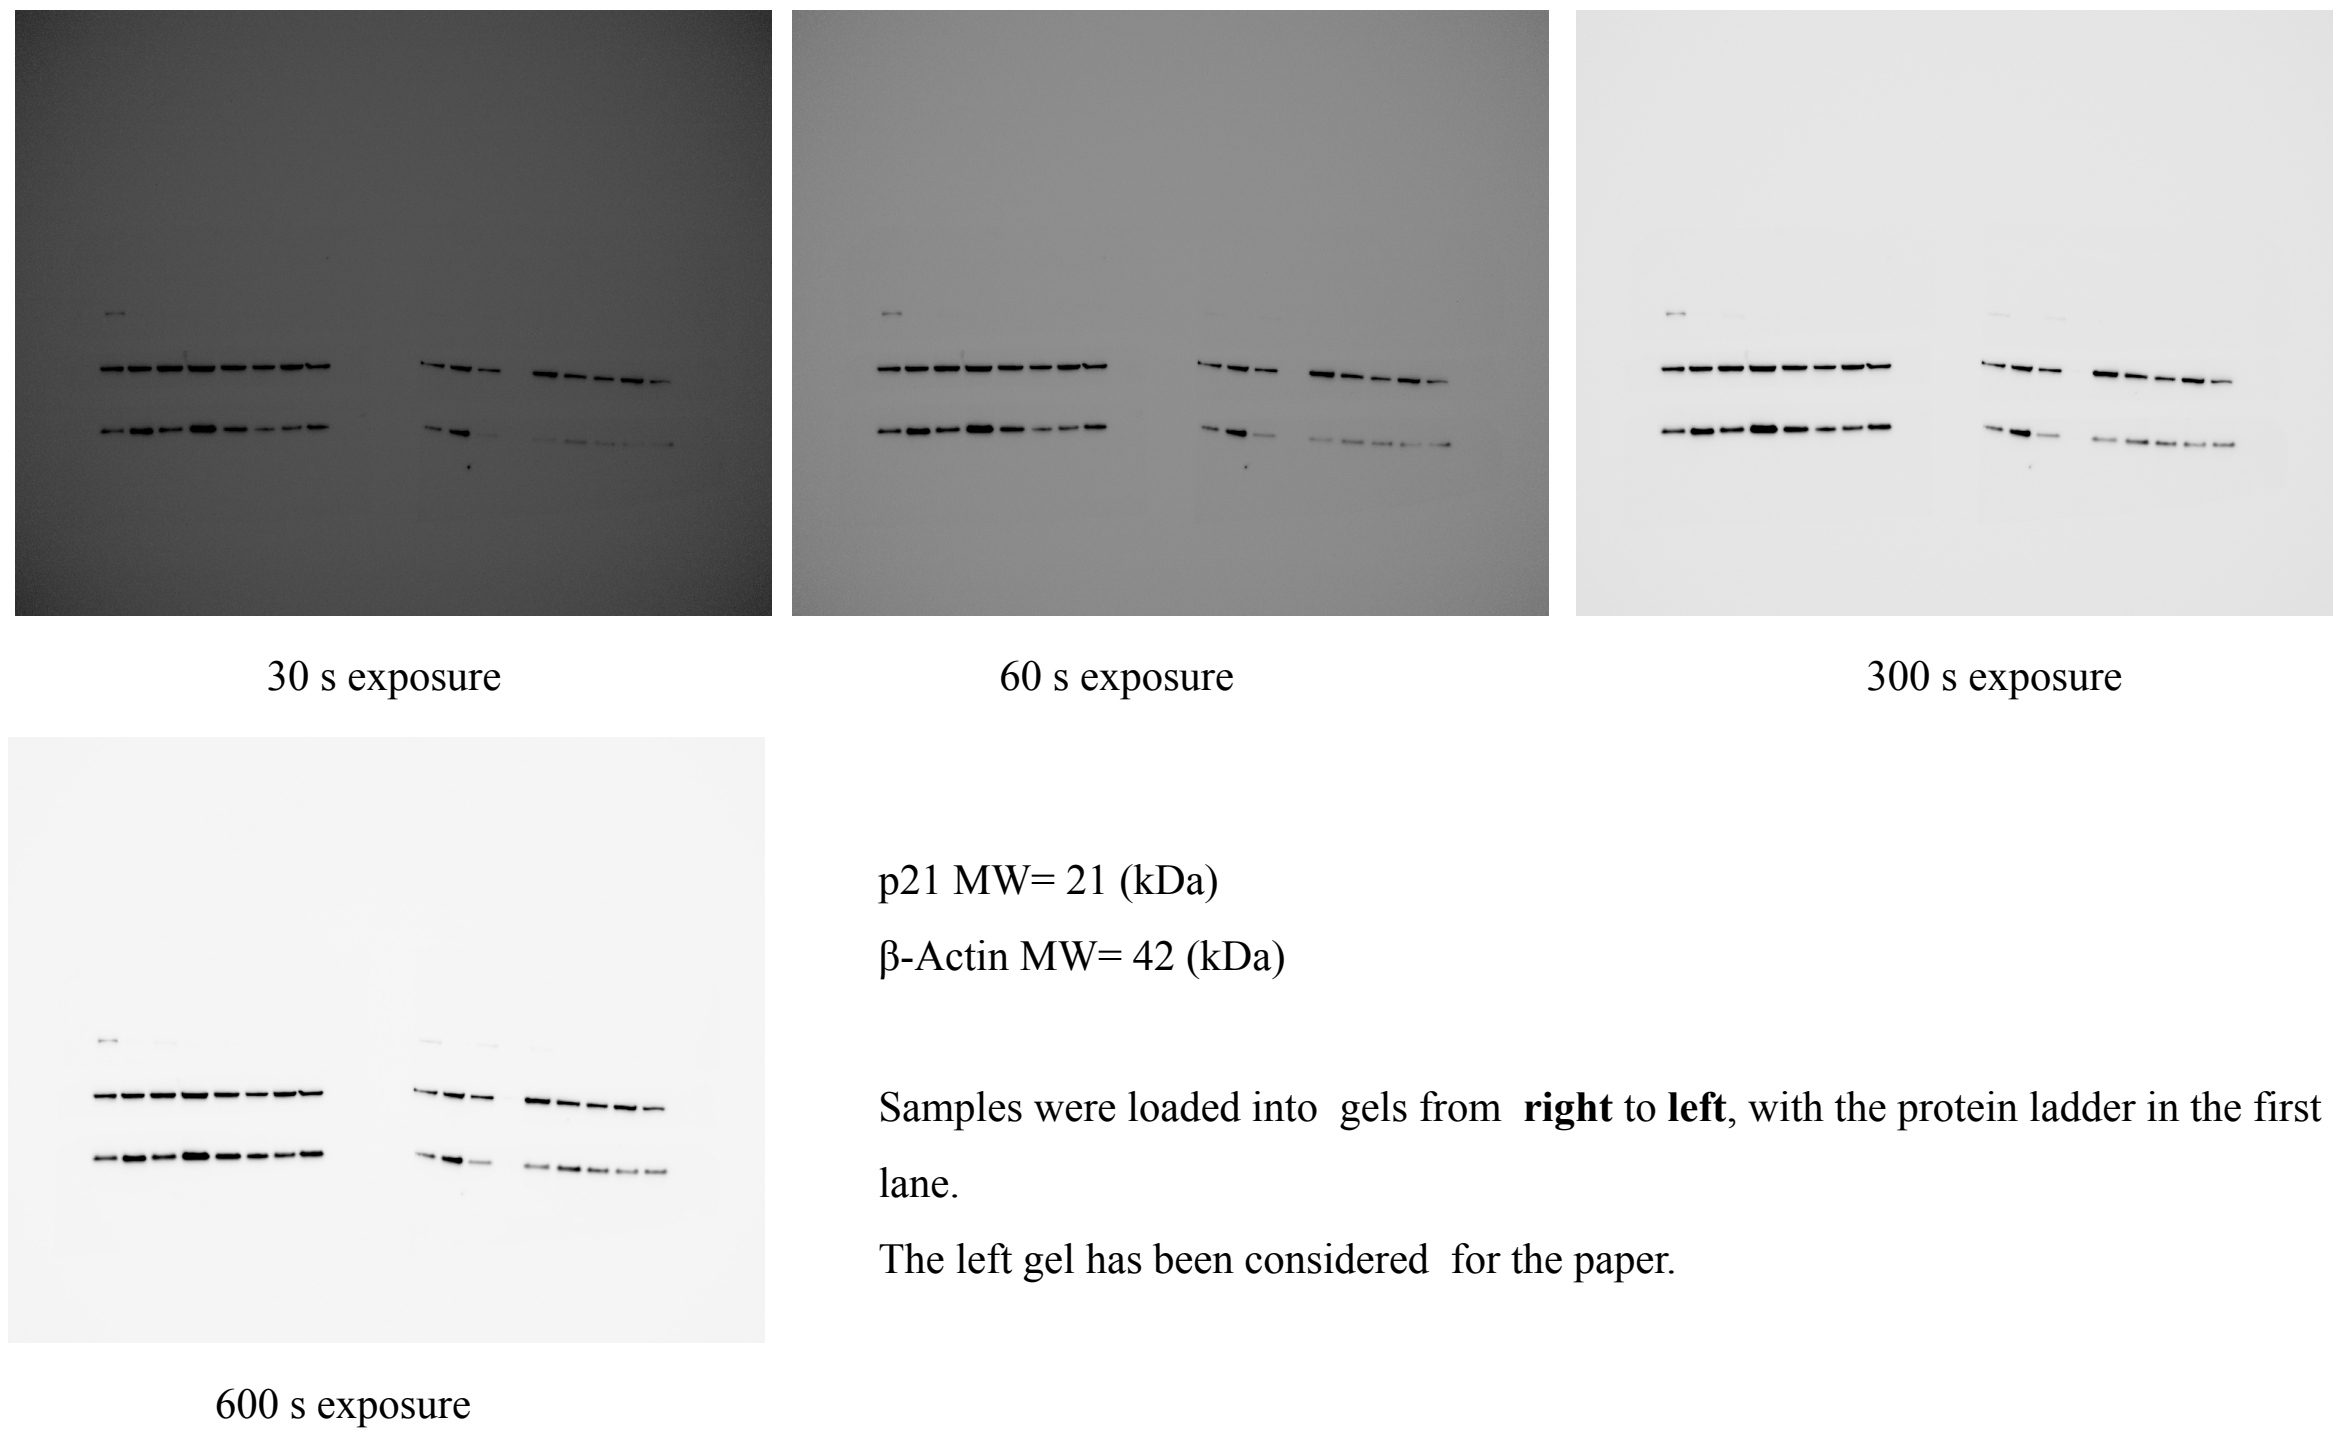 30 s exposure
60 s exposure
300 s exposure
600 s exposure
p21 MW= 21 (kDa)
β-Actin MW= 42 (kDa)
Samples were loaded into  gels from  right to left, with the protein ladder in the first
lane.
The left gel has been considered  for the paper.